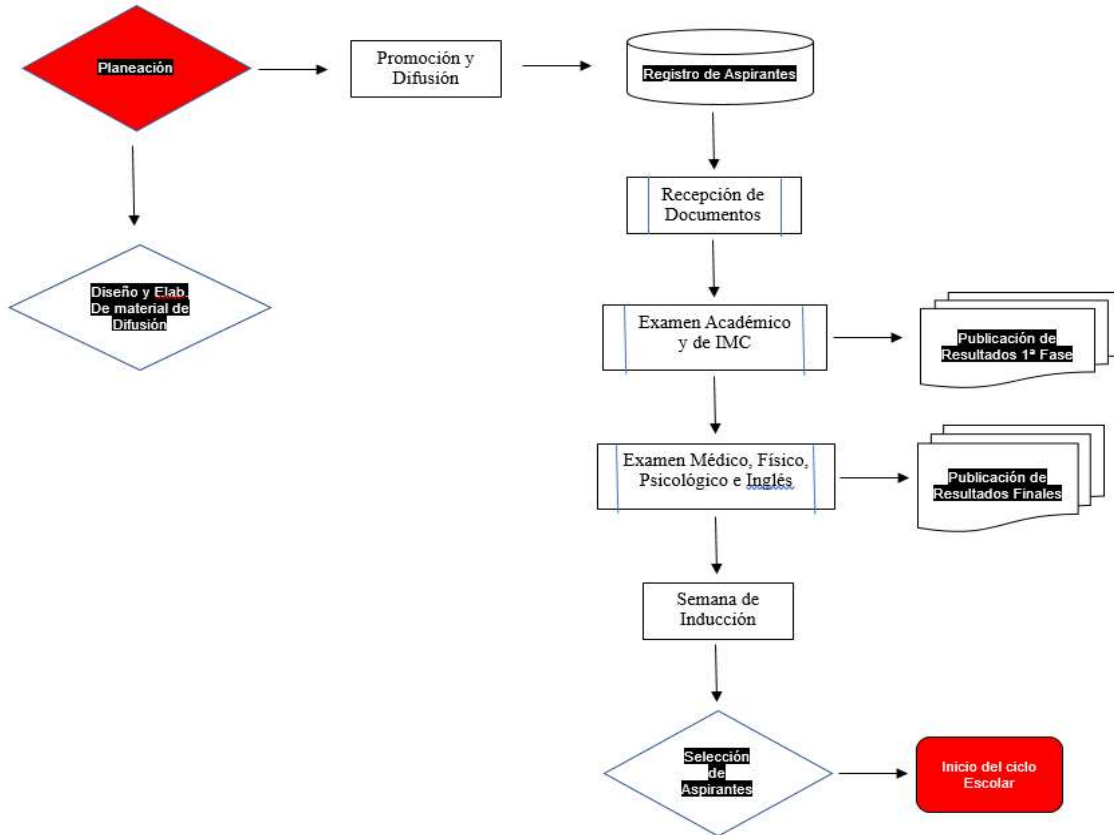 Planeación
Promoción y
Difusión
Registro de Aspirantes
Recepción de
Documentos
Diseño y Elab.
De material de
Difusión
Examen Académico
y de IMC
Publicación de
Resultados 1ª Fase
Examen Médico, Físico,
Psicológico e Inglés
Publicación de
Resultados Finales
Semana de
Inducción
Selección
de
Aspirantes
Inicio del ciclo
Escolar